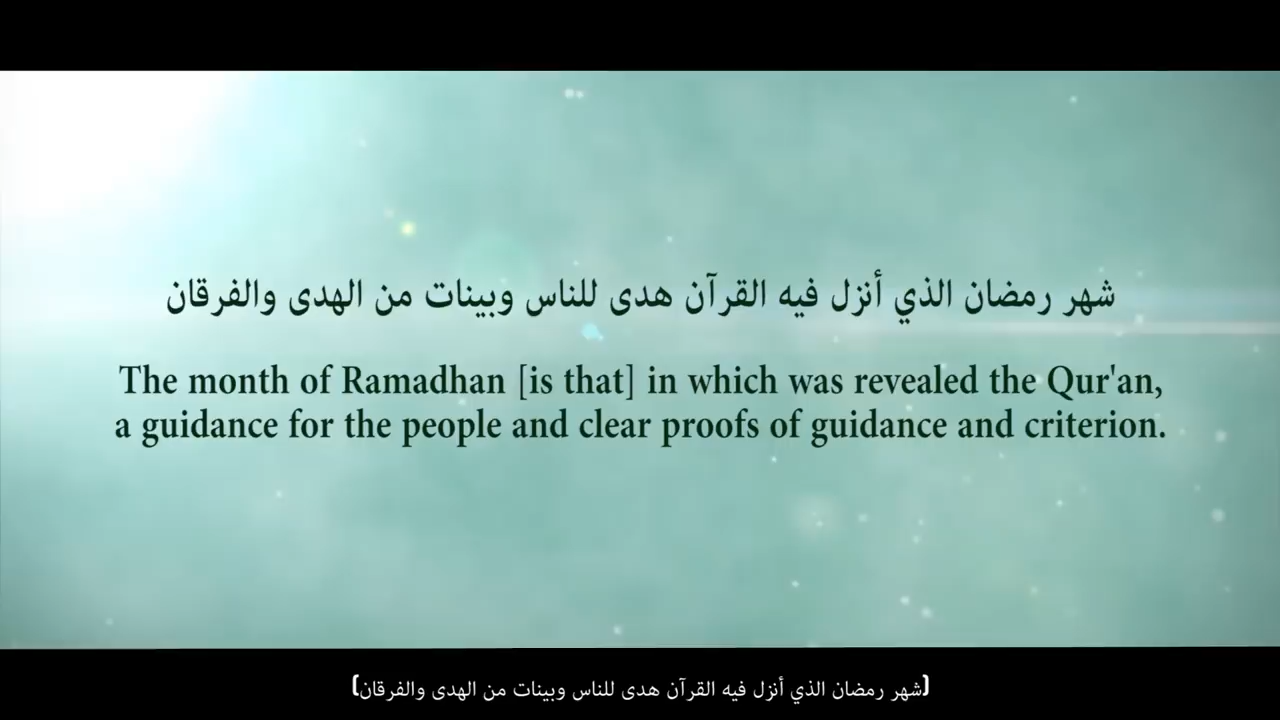 شهر رمضان الذي أنزل فيه القرآن هدى للناس وبينات من الهدى والفرقان
The month of Ramadhan [is that] in which was revealed the Qur'an,
a guidance for the people and clear proofs of guidance and criterion.
(شهر رمضان الذي أنزل فيه القرآن هدى للناس وبينات من الهدى والفرقان)